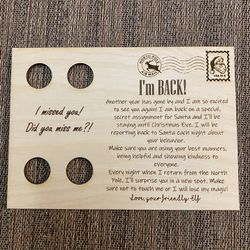 I'm BACK!
Another year has gone by and I am so excited
to see you again! I am back on a special,
secret assignment for Santa and I'll be
staying until Christmas Eve. I will be
reporting back to Santa each night about
your behavior.
Make sure you are using your best manners,
being helpful and showing kindness to
everyone.
Every night when I return from the North
Pole, I'll surprise you in a new spot. Make
sure not to touch me or I will lose my magic!
Love, your friendly Elf
I missed you!
Did you miss me?!